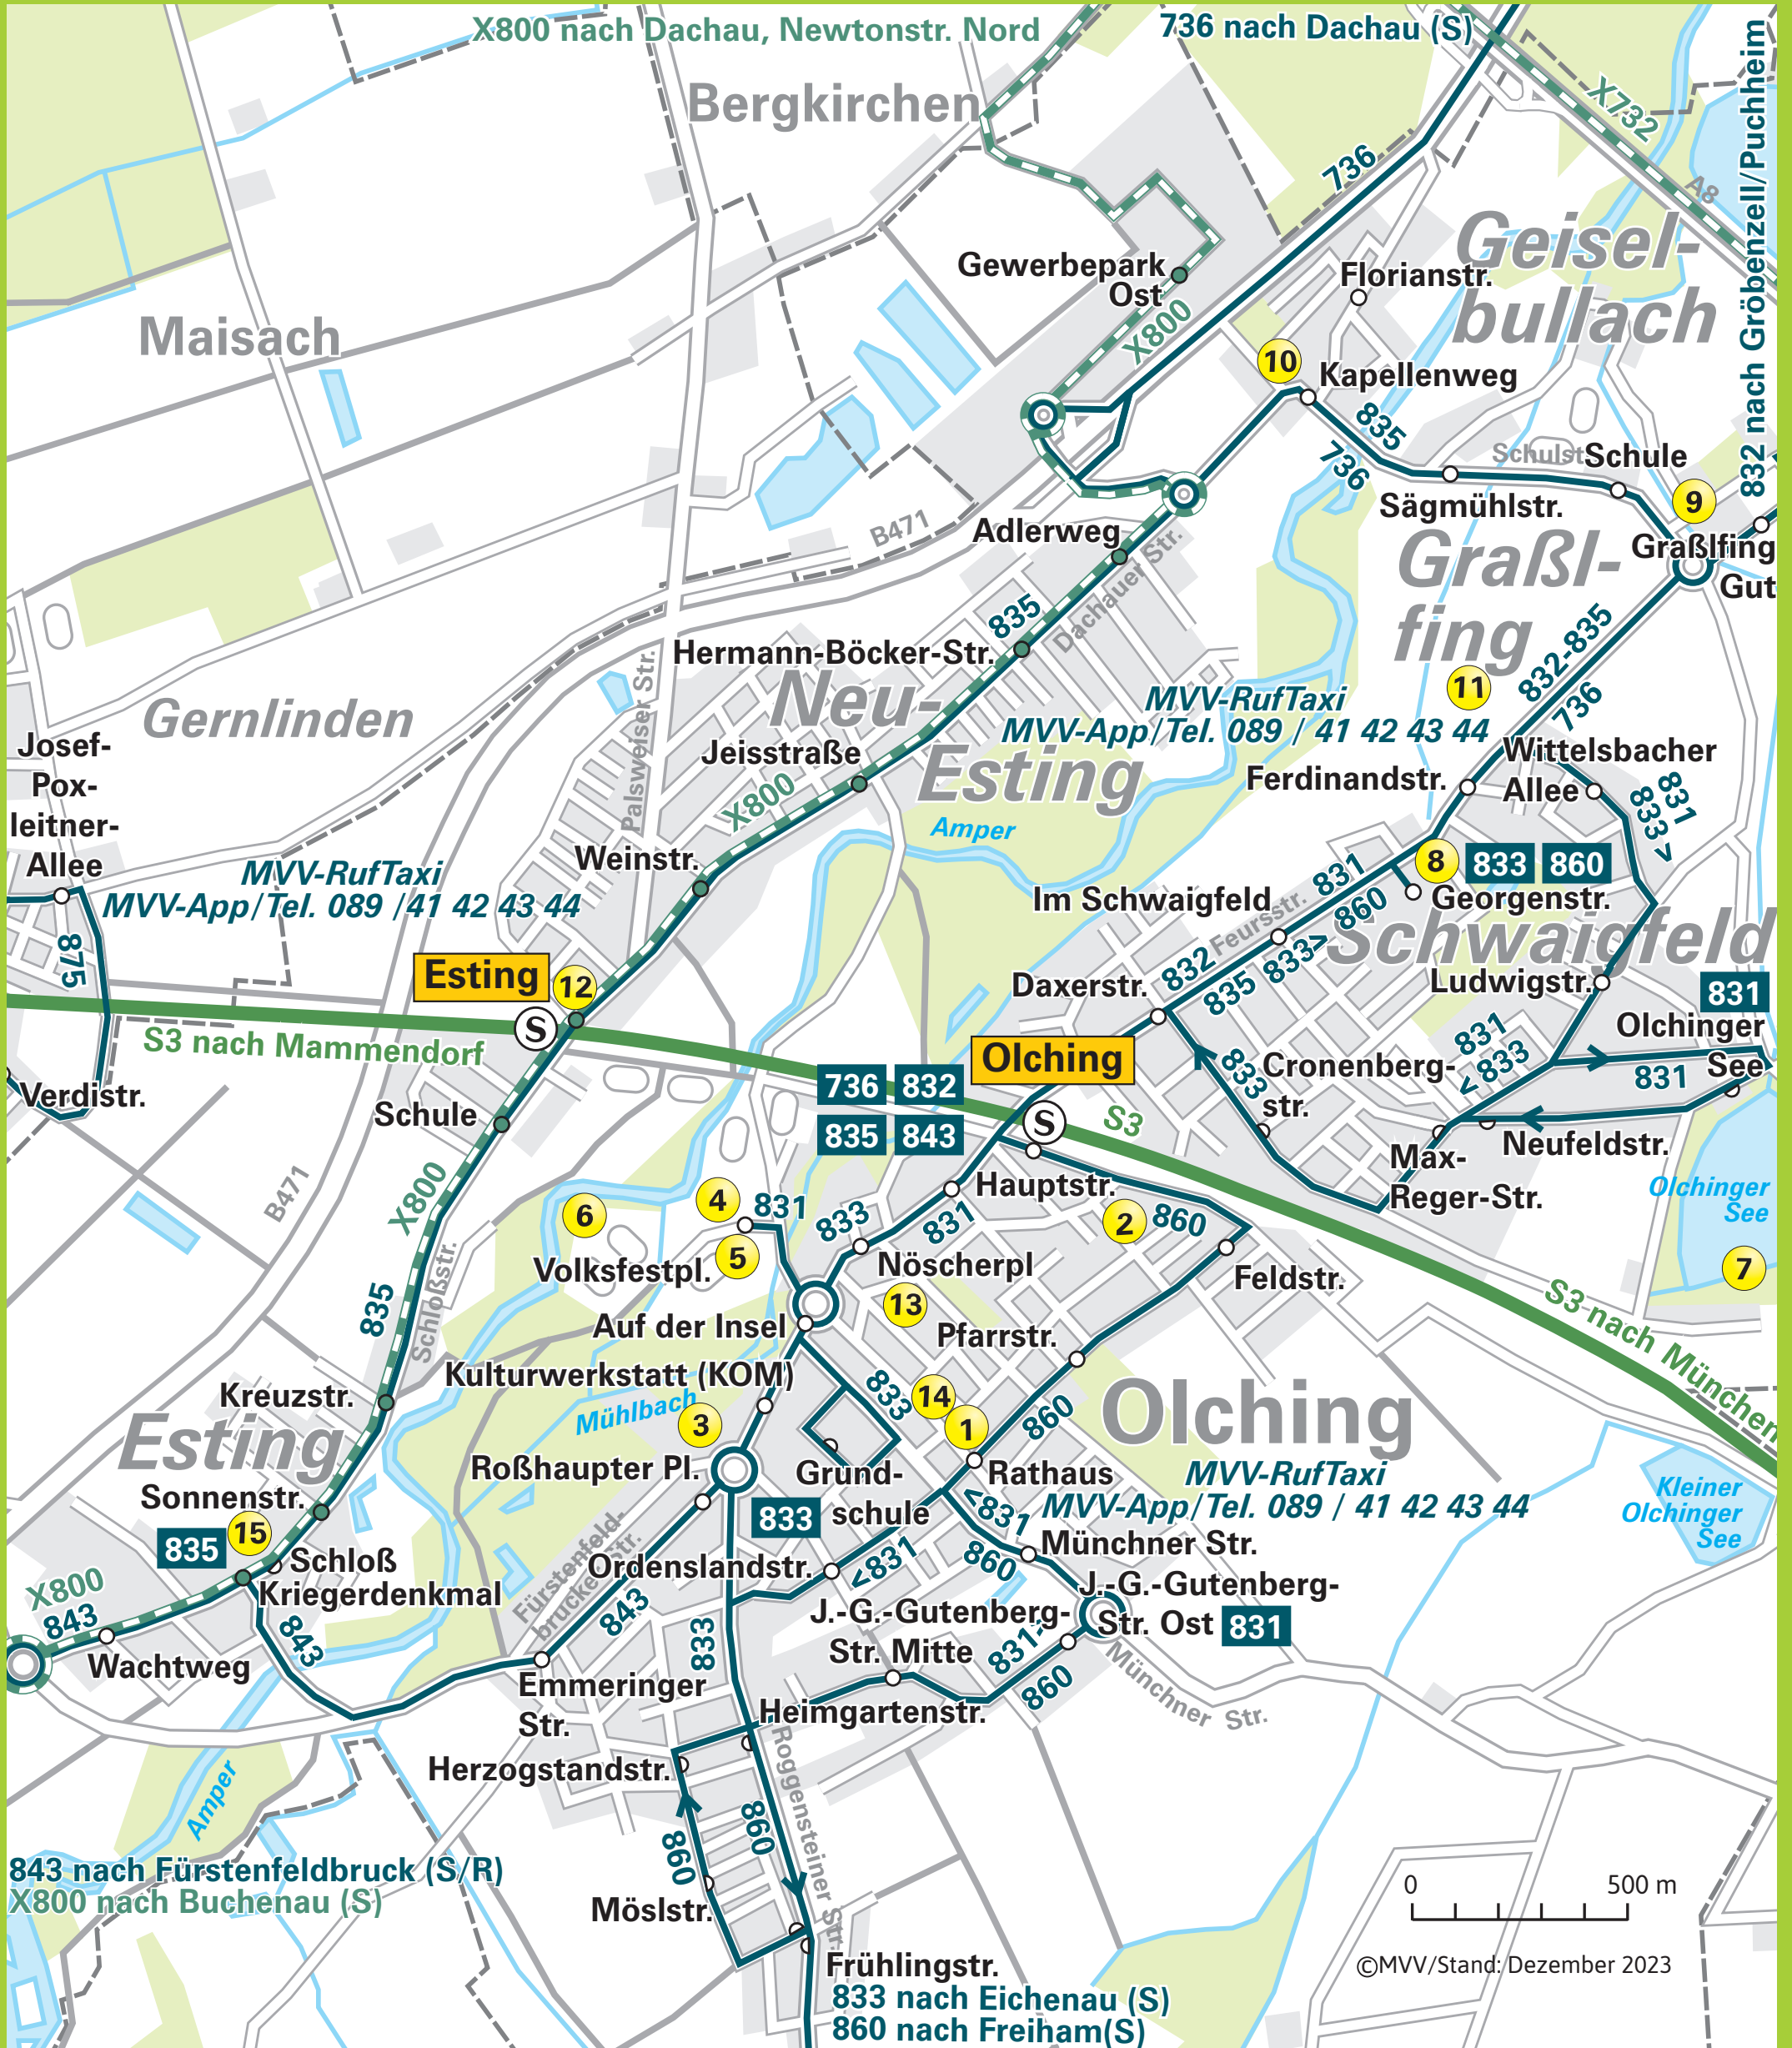 X800 nach Dachau, Newtonstr. Nord
736 nach Dachau (S)
832 nach Gröbenzell/Puchheim
Bergkirchen
X732
A8
736
Geisel-
bullach
Gewerbepark
Ost
Florianstr.
X800
Maisach
10
Kapellenweg
835
736
Schulst
Schule
Sägmühlstr.
9
Graßlfing
Gut
B471
Adlerweg
Dachauer Str.
Graßl-
fing
835
Hermann-Böcker-Str.
832-835
736
11
Neu-
Esting
MVV-RufTaxi
MVV-App/Tel. 089 / 41 42 43 44
Gernlinden
Palsweiser Str.
Jeisstraße
X800
Josef-
Pox-
leitner-
Allee
Ferdinandstr.
Wittelsbacher
Allee
831
833 >
Amper
Weinstr.
MVV-RufTaxi
MVV-App/Tel. 089 /41 42 43 44
8
833
860
Georgenstr.
Im Schwaigfeld
Feursstr.
831
860
832
835
833>
Schwaigfeld
875
Esting
12
S
S3 nach Mammendorf
Daxerstr.
Ludwigstr.
831
Olchinger
See
831
< 833
831
Olching
736
832
835
843
S
S3
833
Cronenberg-
str.
Verdistr.
Schule
Max-
Reger-Str.
Neufeldstr.
B471
X800
Hauptstr.
Olchinger
See
7
6
4
831
5
Volksfestpl.
833
831
2
860
Nöscherpl
Feldstr.
13
835
Schloßstr.
Auf der Insel
Pfarrstr.
S3 nach München
Kulturwerkstatt (KOM)
Kreuzstr.
Mühlbach
3
833
14
1
860
Olching
Esting
Roßhaupter Pl.
Grund-
schule
Rathaus
MVV-RufTaxi
MVV-App/Tel. 089 / 41 42 43 44
Kleiner
Olchinger
See
Sonnenstr.
833
<831
835
15
Schloß
Kriegerdenkmal
Fürstenfeld-
brucker Str.
Ordenslandstr.
<831
860
Münchner Str.
J.-G.-Gutenberg-
Str. Ost
831
X800
843
843
843
833
J.-G.-Gutenberg-
Str. Mitte
831
860
Wachtweg
Emmeringer
Str.
Heimgartenstr.
Münchner Str.
Herzogstandstr.
Roggensteiner Str.
Amper
860
860
843 nach Fürstenfeldbruck (S/R)
X800 nach Buchenau (S)
Möslstr.
0
500 m
Frühlingstr.
833 nach Eichenau (S)
860 nach Freiham(S)
©MVV/Stand: Dezember 2023